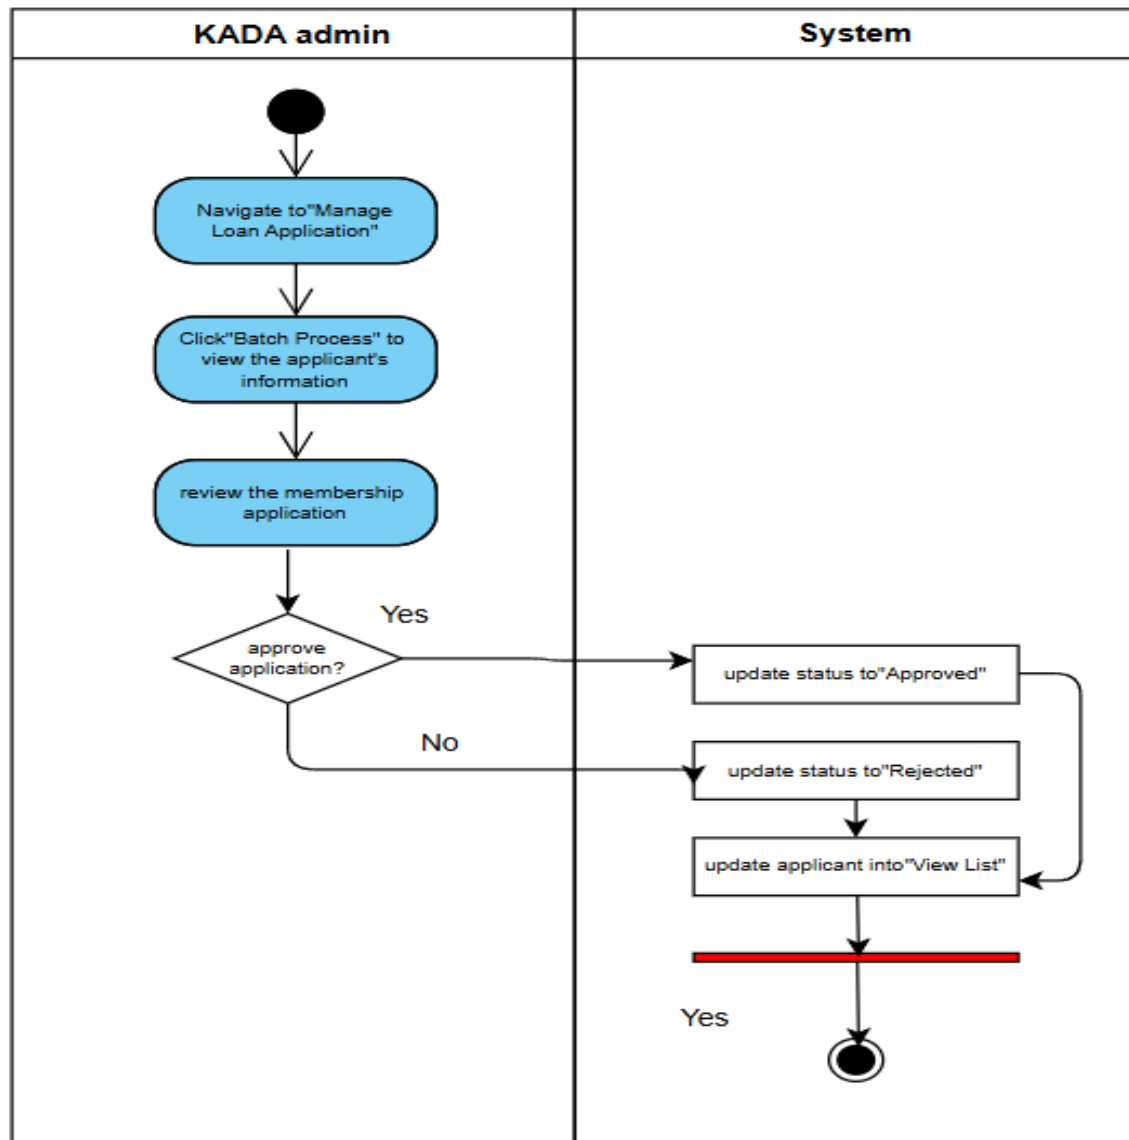 KADA admin
System
Navigate to"Manage
Loan Application"
Click"Batch Process" to
view the applicant's
information
review the membership
application
Yes
approve
application?
update status to"Approved"
No
update status to"Rejected"
update applicant into"View List"
Yes